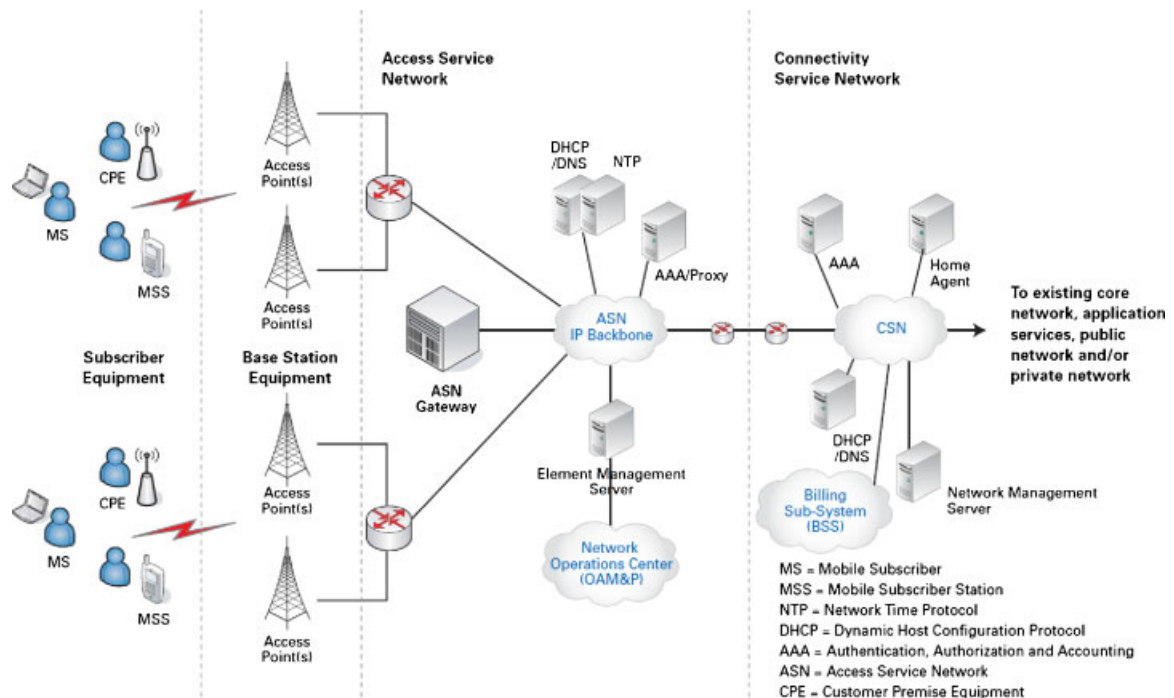 Access Service
Network
Connectivity
Service Network
CPE
MS
MSS
Access
Point(s)
Access
Point(s)
DHCP
/DNS
NTP
AAA/Proxy
ASN
IP Backbone
AAA
Home
Agent
CSN
To existing core
network, application
services, public
network and/or
private network
Subscriber
Equipment
Base Station
Equipment
ASN
Gateway
CPE
MS
MSS
Access
Point(s)
Access
Point(s)
Element Management
Server
Network
Operations Center
(OAM&P)
DHCP
/DNS
Billing
Sub-System
(BSS)
Network Management
Server
MS = Mobile Subscriber
MSS = Mobile Subscriber Station
NTP = Network Time Protocol
DHCP = Dynamic Host Configuration Protocol
AAA = Authentication, Authorization and Accounting
ASN = Access Service Network
CPE = Customer Premise Equipment